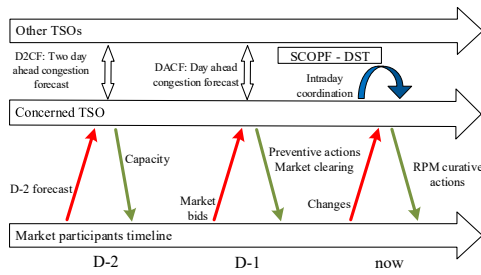 Other TSOs
D2CF: Two day
ahead congestion
forecast
DACF: Day ahead
congestion forecast
SCOPF - DST
Intraday
coordination
Concerned TSO
D-2 forecast
Capacity
Market
bids
Preventive actions
Market clearing
Changes
RPM curative
actions
Market participants timeline
D-2
D-1
now